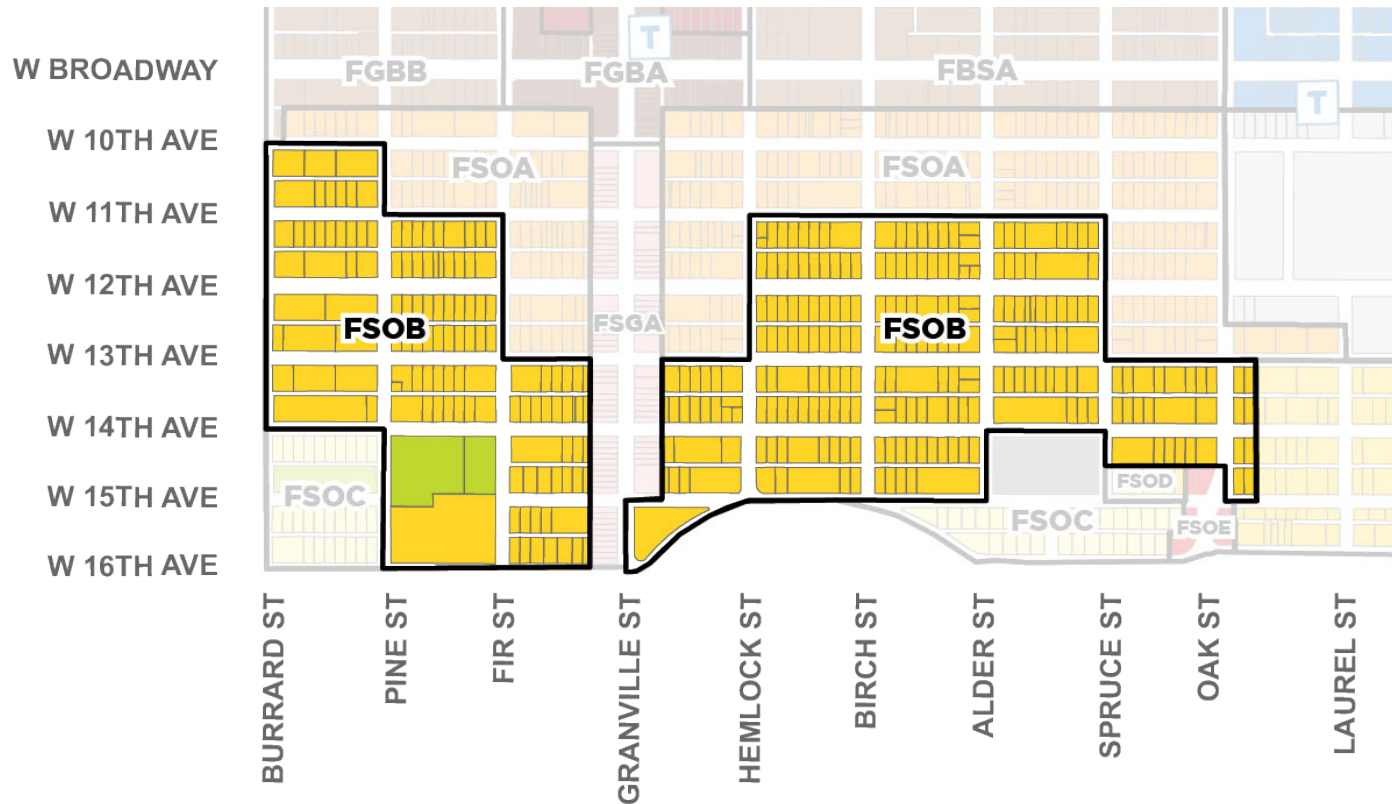 T
W BROADWAY
FGBB
FGBA
FBSA
T
W 10TH AVE
FSOA
FSOA
W 11TH AVE
W 12TH AVE
FSOB
FSGA
FSOB
W 13TH AVE
W 14TH AVE
W 15TH AVE
FSOC
FSOD
FSOC
FSOE
W 16TH AVE
BURRARD ST
PINE ST
FIR ST
GRANVILLE ST
HEMLOCK ST
BIRCH ST
ALDER ST
SPRUCE ST
OAK ST
LAUREL ST